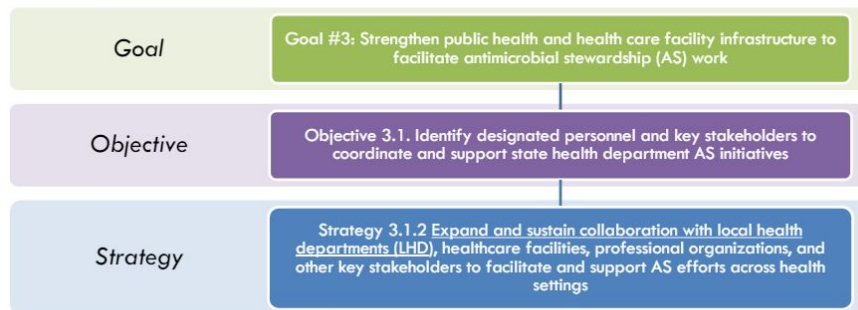 Goal
Goal #3: Strengthen public health and health care facility infrastructure to
facilitate antimicrobial stewardship (AS) work
Objective
Objective 3.1. Identify designated personnel and key stakeholders to
coordinate and support state health department AS initiatives
Strategy
Strategy 3.1.2 Expand and sustain collaboration with local health
departments (LHD), healthcare facilities, professional organizations, and
other key stakeholders to facilitate and support AS efforts across health
settings